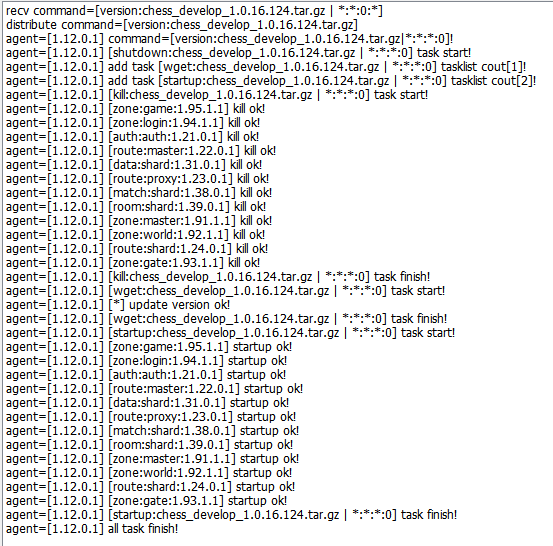 recv command=[version:chess_develop_1.0.16.124.tar.gz | *:*:0:*]
distribute command=[version:chess_develop_1.0.16.124.tar.gz]
agent=[1.12.0.1] command=[version:chess_develop_1.0.16.124.tar.gz|*:*:*:0]!
agent=[1.12.0.1] [shutdown:chess_develop_1.0.16.124.tar.gz | *:*:*:0] task start!
agent=[1.12.0.1] add task [wget:chess_develop_1.0.16.124.tar.gz | *:*:*:0] tasklist cout[1]!
agent=[1.12.0.1] add task [startup:chess_develop_1.0.16.124.tar.gz | *:*:*:0] tasklist cout[2]!
agent=[1.12.0.1] [kill:chess_develop_1.0.16.124.tar.gz | *:*:*:0] task start!
agent=[1.12.0.1] [zone:game:1.95.1.1] kill ok!
agent=[1.12.0.1] [zone:login:1.94.1.1] kill ok!
agent=[1.12.0.1] [auth:auth:1.21.0.1] kill ok!
agent=[1.12.0.1] [route:master:1.22.0.1] kill ok!
agent=[1.12.0.1] [data:shard:1.31.0.1] kill ok!
agent=[1.12.0.1] [route:proxy:1.23.0.1] kill ok!
agent=[1.12.0.1] [match:shard:1.38.0.1] kill ok!
agent=[1.12.0.1] [room:shard:1.39.0.1] kill ok!
agent=[1.12.0.1] [zone:master:1.91.1.1] kill ok!
agent=[1.12.0.1] [zone:world:1.92.1.1] kill ok!
agent=[1.12.0.1] [route:shard:1.24.0.1] kill ok!
agent=[1.12.0.1] [zone:gate:1.93.1.1] kill ok!
agent=[1.12.0.1] [kill:chess_develop_1.0.16.124.tar.gz | *:*:*:0] task finish!
agent=[1.12.0.1] [wget:chess_develop_1.0.16.124.tar.gz | *:*:*:0] task start!
agent=[1.12.0.1] [*] update version ok!
agent=[1.12.0.1] [wget:chess_develop_1.0.16.124.tar.gz | *:*:*:0] task finish!
agent=[1.12.0.1] [startup:chess_develop_1.0.16.124.tar.gz | *:*:*:0] task start!
agent=[1.12.0.1] [zone:game:1.95.1.1] startup ok!
agent=[1.12.0.1] [zone:login:1.94.1.1] startup ok!
agent=[1.12.0.1] [auth:auth:1.21.0.1] startup ok!
agent=[1.12.0.1] [route:master:1.22.0.1] startup ok!
agent=[1.12.0.1] [data:shard:1.31.0.1] startup ok!
agent=[1.12.0.1] [route:proxy:1.23.0.1] startup ok!
agent=[1.12.0.1] [match:shard:1.38.0.1] startup ok!
agent=[1.12.0.1] [room:shard:1.39.0.1] startup ok!
agent=[1.12.0.1] [zone:master:1.91.1.1] startup ok!
agent=[1.12.0.1] [zone:world:1.92.1.1] startup ok!
agent=[1.12.0.1] [route:shard:1.24.0.1] startup ok!
agent=[1.12.0.1] [zone:gate:1.93.1.1] startup ok!
agent=[1.12.0.1] [startup:chess_develop_1.0.16.124.tar.gz | *:*:*:0] task finish!
agent=[1.12.0.1] all task finish!